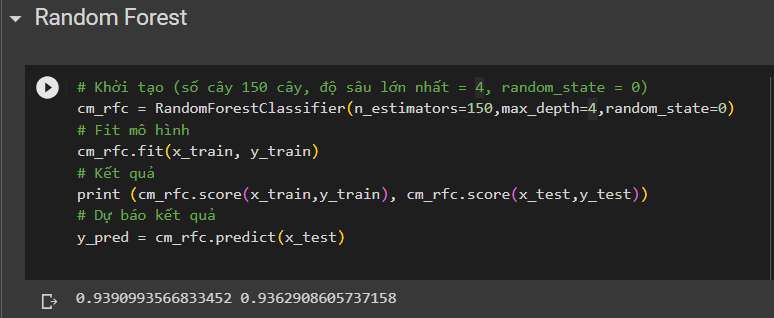 Random Forest
# Khởi tạo (số cây 150 cây, độ sâu lớn nhất = 4, random_state = 0)
cm_rfc = RandomForestClassifier(n_estimators=150,max_depth=4,random_state=0)
# Fit mô hình
cm_rfc.fit(x_train, y_train)
# Kết quả
print (cm_rfc.score(x_train,y_train), cm_rfc.score(x_test,y_test))
# Dự báo kết quả
y_pred = cm_rfc.predict(x_test)
0.9390993566833452 0.9362908605737158